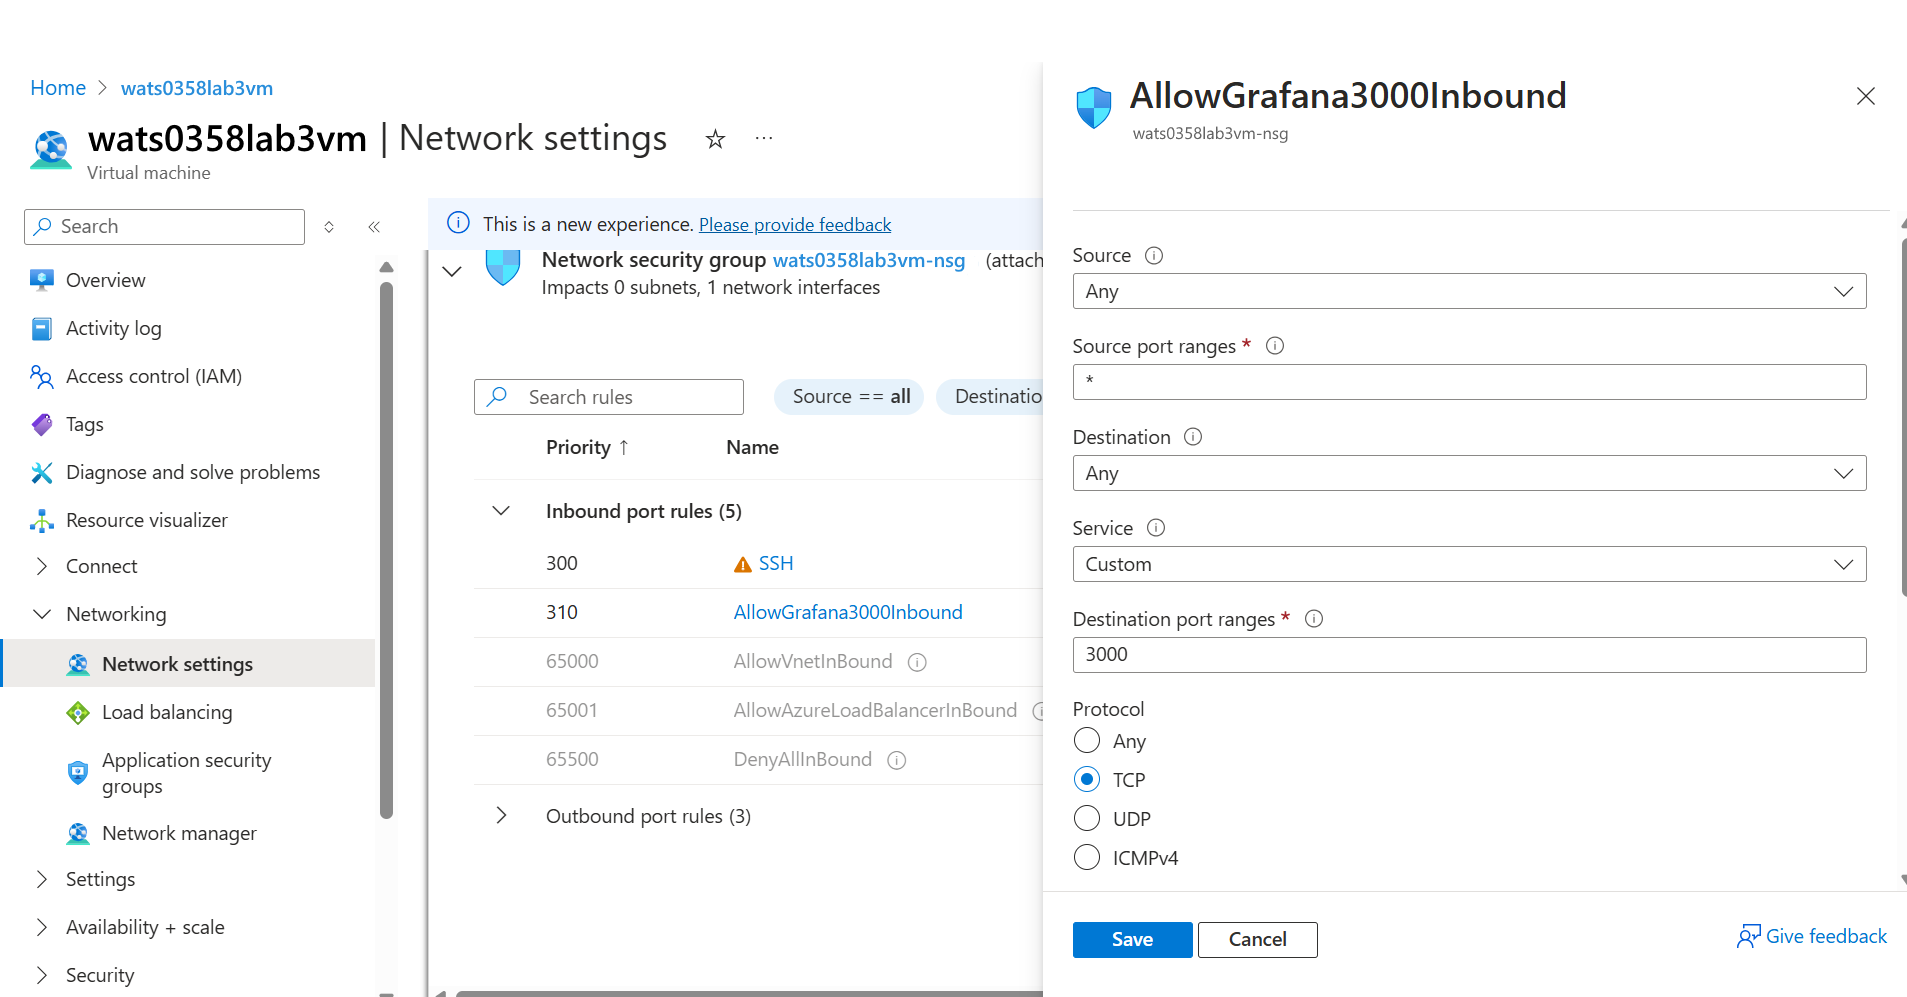 Home > wats0358lab3vm
wats0358lab3vm | Network settings
Virtual machine
Search
Overview
Activity log
Access control (IAM)
Tags
Diagnose and solve problems
Resource visualizer
Connect
Networking
Network settings
Load balancing
Application security
groups
Network manager
Settings
Availability + scale
Security
This is a new experience. Please provide feedback
Network security group wats0358lab3vm-nsg (attach
Impacts 0 subnets, 1 network interfaces
Search rules
Source == all
Destinatio
Priority ↑ Name
Inbound port rules (5)
300 SSH
310 AllowGrafana3000Inbound
65000 AllowVnetInBound
65001 AllowAzureLoadBalancerInBound
65500 DenyAllInBound
Outbound port rules (3)
AllowGrafana3000Inbound
wats0358lab3vm-nsg
Source
Any
Source port ranges *
*
Destination
Any
Service
Custom
Destination port ranges *
3000
Protocol
Any
TCP
UDP
ICMPv4
Save
Cancel
Give feedback